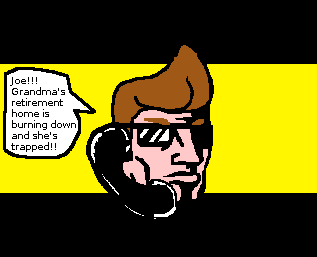 Joe!!!
Grandma's
retirement
home is
burning down
and she's
trapped!!